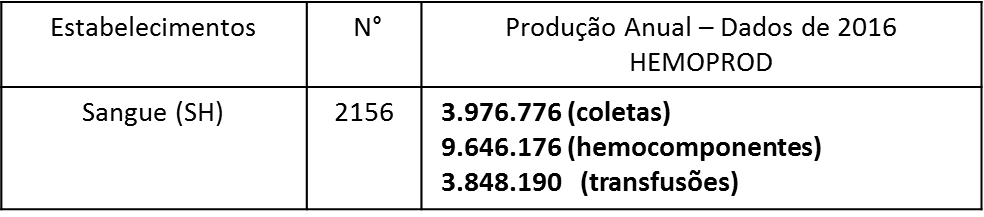 Estabelecimentos
N°
Produção Anual – Dados de 2016
HEMOPROD
Sangue (SH)
2156
3.976.776 (coletas)
9.646.176 (hemocomponentes)
3.848.190 (transfusões)